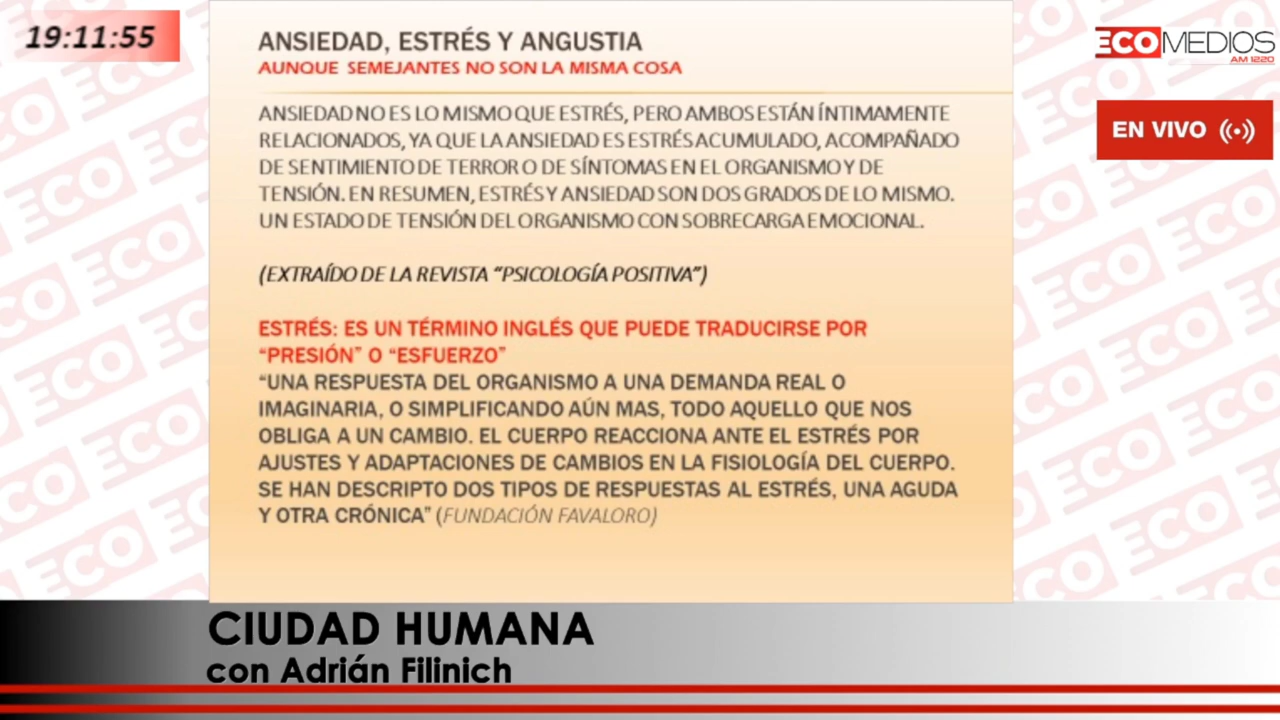 19:11:55
ANSIEDAD, ESTRÉS Y ANGUSTIA
AUNQUE SEMEJANTES NO SON LA MISMA COSA
ECOMEDIOS
AM 1220
EN VIVO
ANSIEDAD NO ES LO MISMO QUE ESTRÉS, PERO AMBOS ESTÁN ÍNTIMAMENTE
RELACIONADOS, YA QUE LA ANSIEDAD ES ESTRÉS ACUMULADO, ACOMPAÑADO
DE SENTIMIENTO DE TERROR O DE SÍNTOMAS EN EL ORGANISMO Y DE
TENSIÓN. EN RESUMEN, ESTRÉS Y ANSIEDAD SON DOS GRADOS DE LO MISMO.
UN ESTADO DE TENSIÓN DEL ORGANISMO CON SOBRECARGA EMOCIONAL.
(EXTRAÍDO DE LA REVISTA “PSICOLOGÍA POSITIVA”)
ESTRÉS: ES UN TÉRMINO INGLÉS QUE PUEDE TRADUCIRSE POR
“PRESIÓN” O “ESFUERZO”
“UNA RESPUESTA DEL ORGANISMO A UNA DEMANDA REAL O
IMAGINARIA, O SIMPLIFICANDO AÚN MAS, TODO AQUELLO QUE NOS
OBLIGA A UN CAMBIO. EL CUERPO REACCIONA ANTE EL ESTRÉS POR
AJUSTES Y ADAPTACIONES DE CAMBIOS EN LA FISIOLOGÍA DEL CUERPO.
SE HAN DESCRIPTO DOS TIPOS DE RESPUESTAS AL ESTRÉS, UNA AGUDA
Y OTRA CRÓNICA” (FUNDACIÓN FAVALORO)
CIUDAD HUMANA
con Adrián Filinich